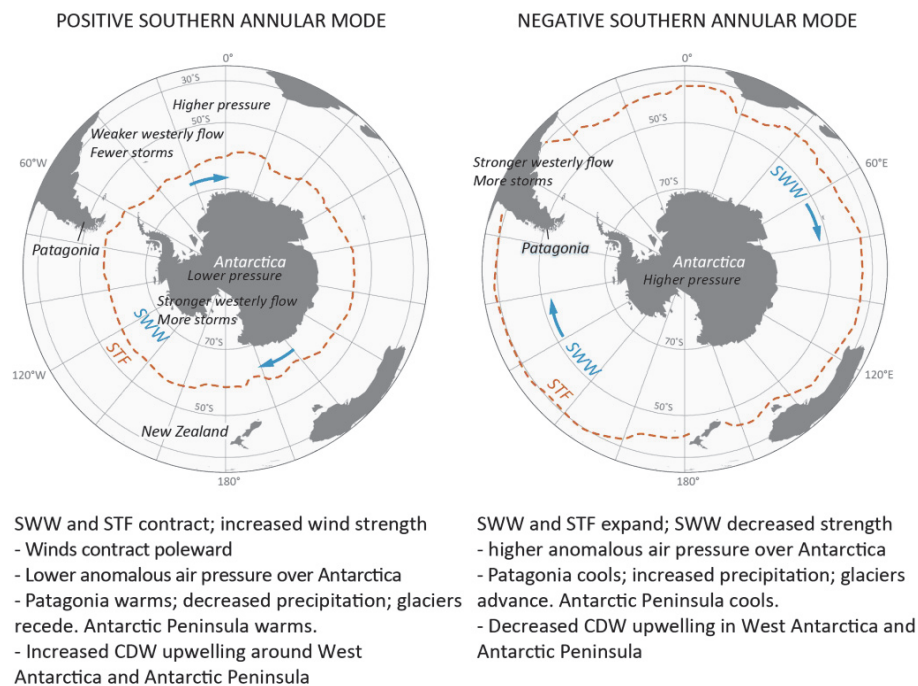 POSITIVE SOUTHERN ANNULAR MODE
0°
30°S
Higher pressure
50°S
Weaker westerly flow
Fewer storms
60°W
70°S
Patagonia
Antarctica
Lower pressure
Stronger westerly flow
More storms
SWW
STF
70°S
120°W
50°S
New Zealand
180°
SWW and STF contract; increased wind strength
- Winds contract poleward
- Lower anomalous air pressure over Antarctica
- Patagonia warms; decreased precipitation; glaciers
recede. Antarctic Peninsula warms.
- Increased CDW upwelling around West
Antarctica and Antarctic Peninsula
NEGATIVE SOUTHERN ANNULAR MODE
0°
50°S
Stronger westerly flow
More storms
60°E
SWW
70°S
Patagonia
Antarctica
Higher pressure
SWW
70°S
STF
120°E
50°S
180°
SWW and STF expand; SWW decreased strength
- higher anomalous air pressure over Antarctica
- Patagonia cools; increased precipitation; glaciers
advance. Antarctic Peninsula cools.
- Decreased CDW upwelling in West Antarctica and
Antarctic Peninsula